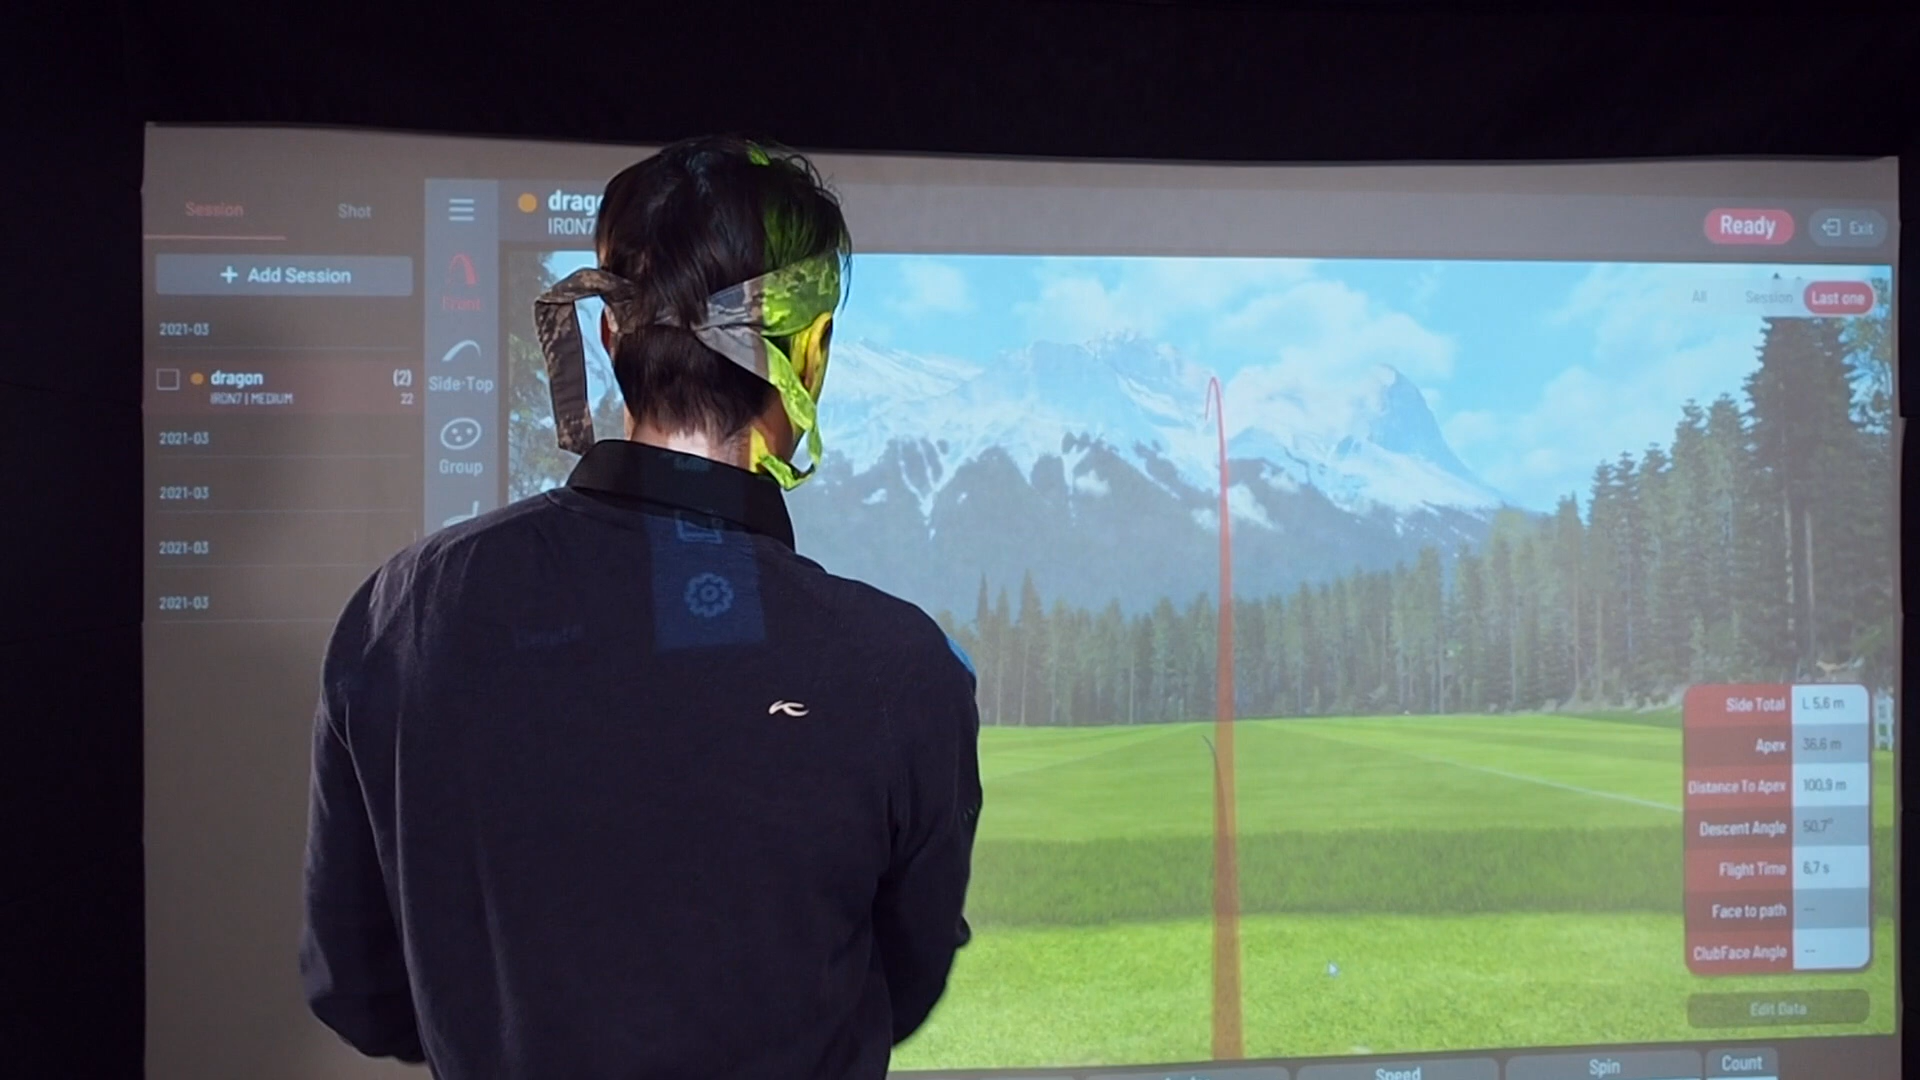 Session
Shot
+ Add Session
2021-03
dragon (2)
IRON7 | MEDIUM 22
2021-03
2021-03
2021-03
2021-03
Front
Side-Top
Group
drago
IRON7
Ready
Exit
All
Session
Last one
Side Total L 5.6 m
Apex 36.6 m
Distance To Apex 100.9 m
Descent Angle 50.7°
Flight Time 6.7 s
Face to path --
ClubFace Angle --
Edit Data
Speed
Spin
Count